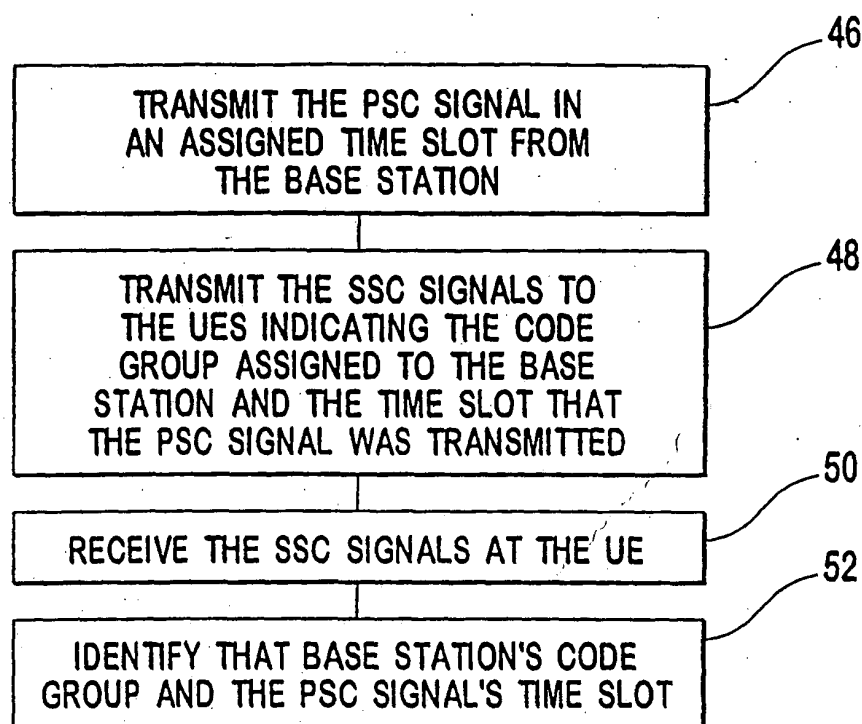 46
TRANSMIT THE PSC SIGNAL IN
AN ASSIGNED TIME SLOT FROM
THE BASE STATION
48
TRANSMIT THE SSC SIGNALS TO
THE UES INDICATING THE CODE
GROUP ASSIGNED TO THE BASE
STATION AND THE TIME SLOT THAT
THE PSC SIGNAL WAS TRANSMITTED
50
RECEIVE THE SSC SIGNALS AT THE UE
52
IDENTIFY THAT BASE STATION'S CODE
GROUP AND THE PSC SIGNAL'S TIME SLOT